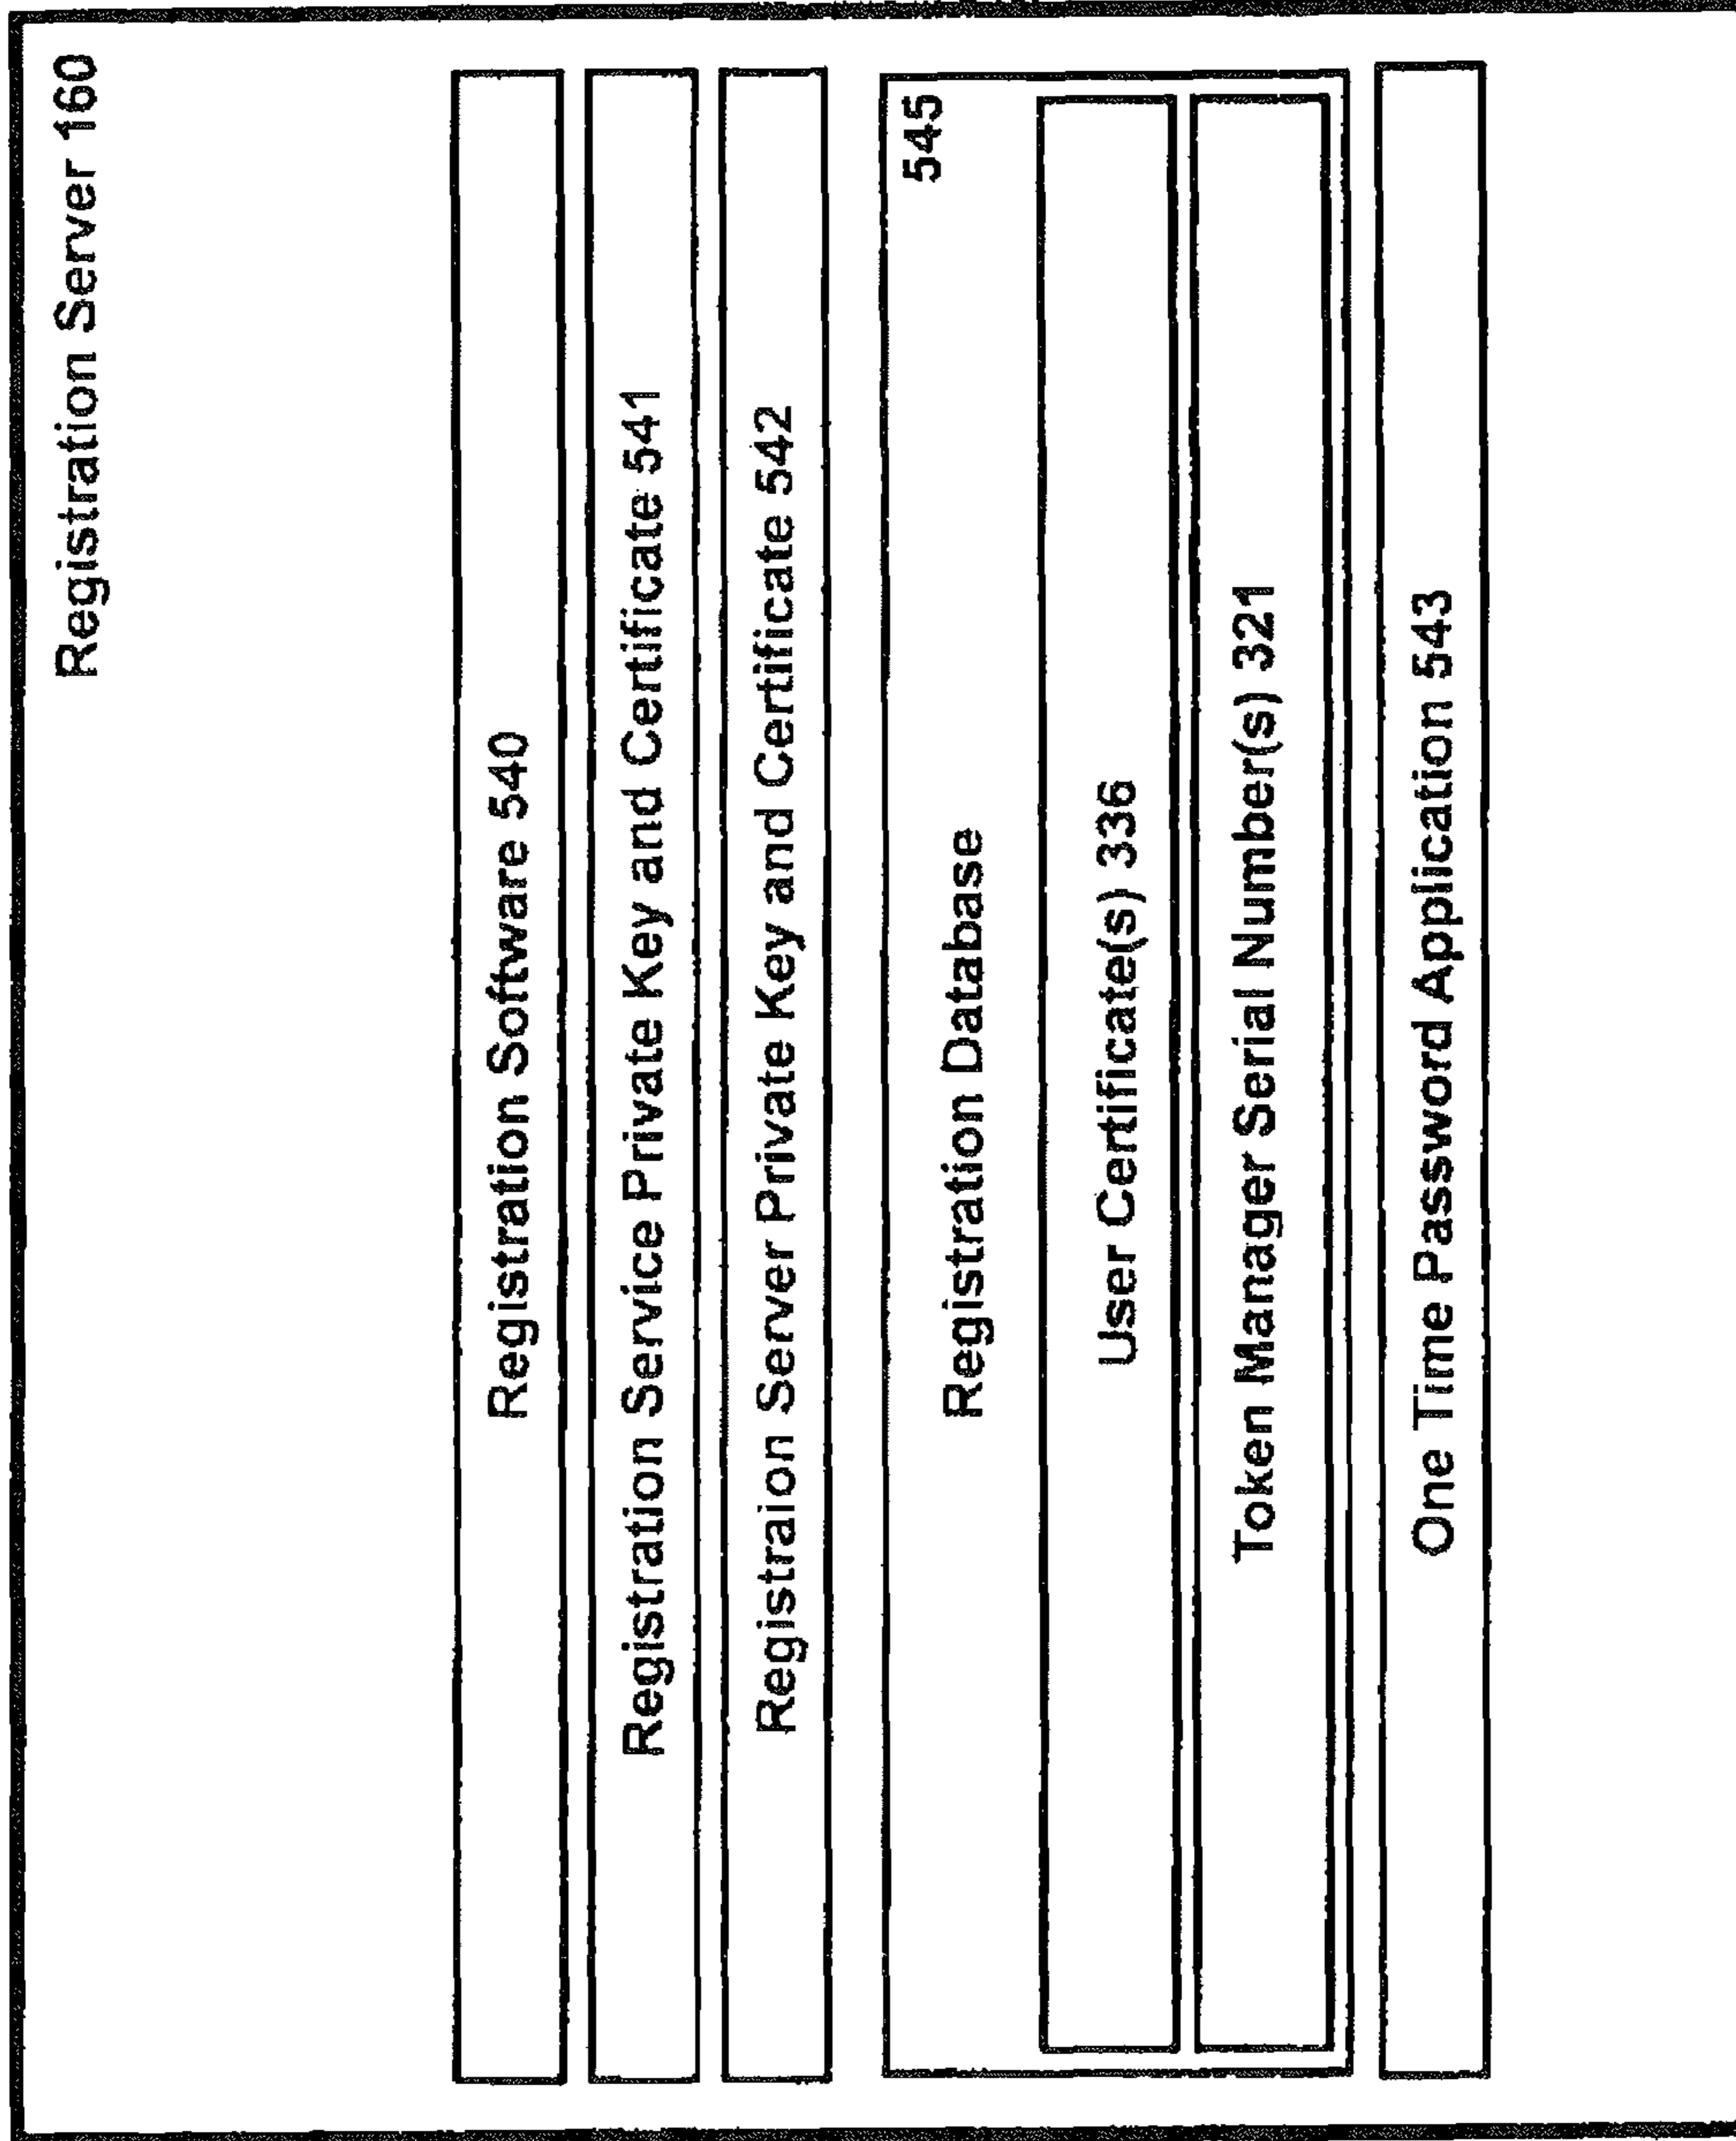 Registration Server 160
Registration Software 540
Registration Service Private Key and Certificate 541
Registraion Server Private Key and Certificate 542
545
Registration Database
User Certificate(s) 336
Token Manager Serial Number(s) 321
One Time Password Application 543